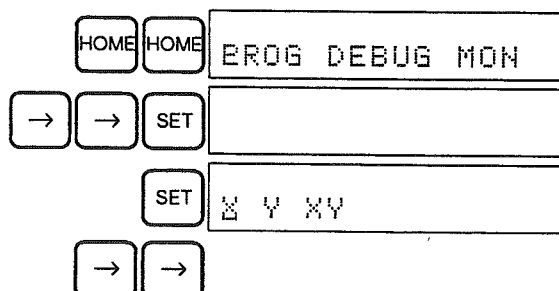 HOME HOME PROG DEBUG MON
→ → SET
SET X Y XY
→ →